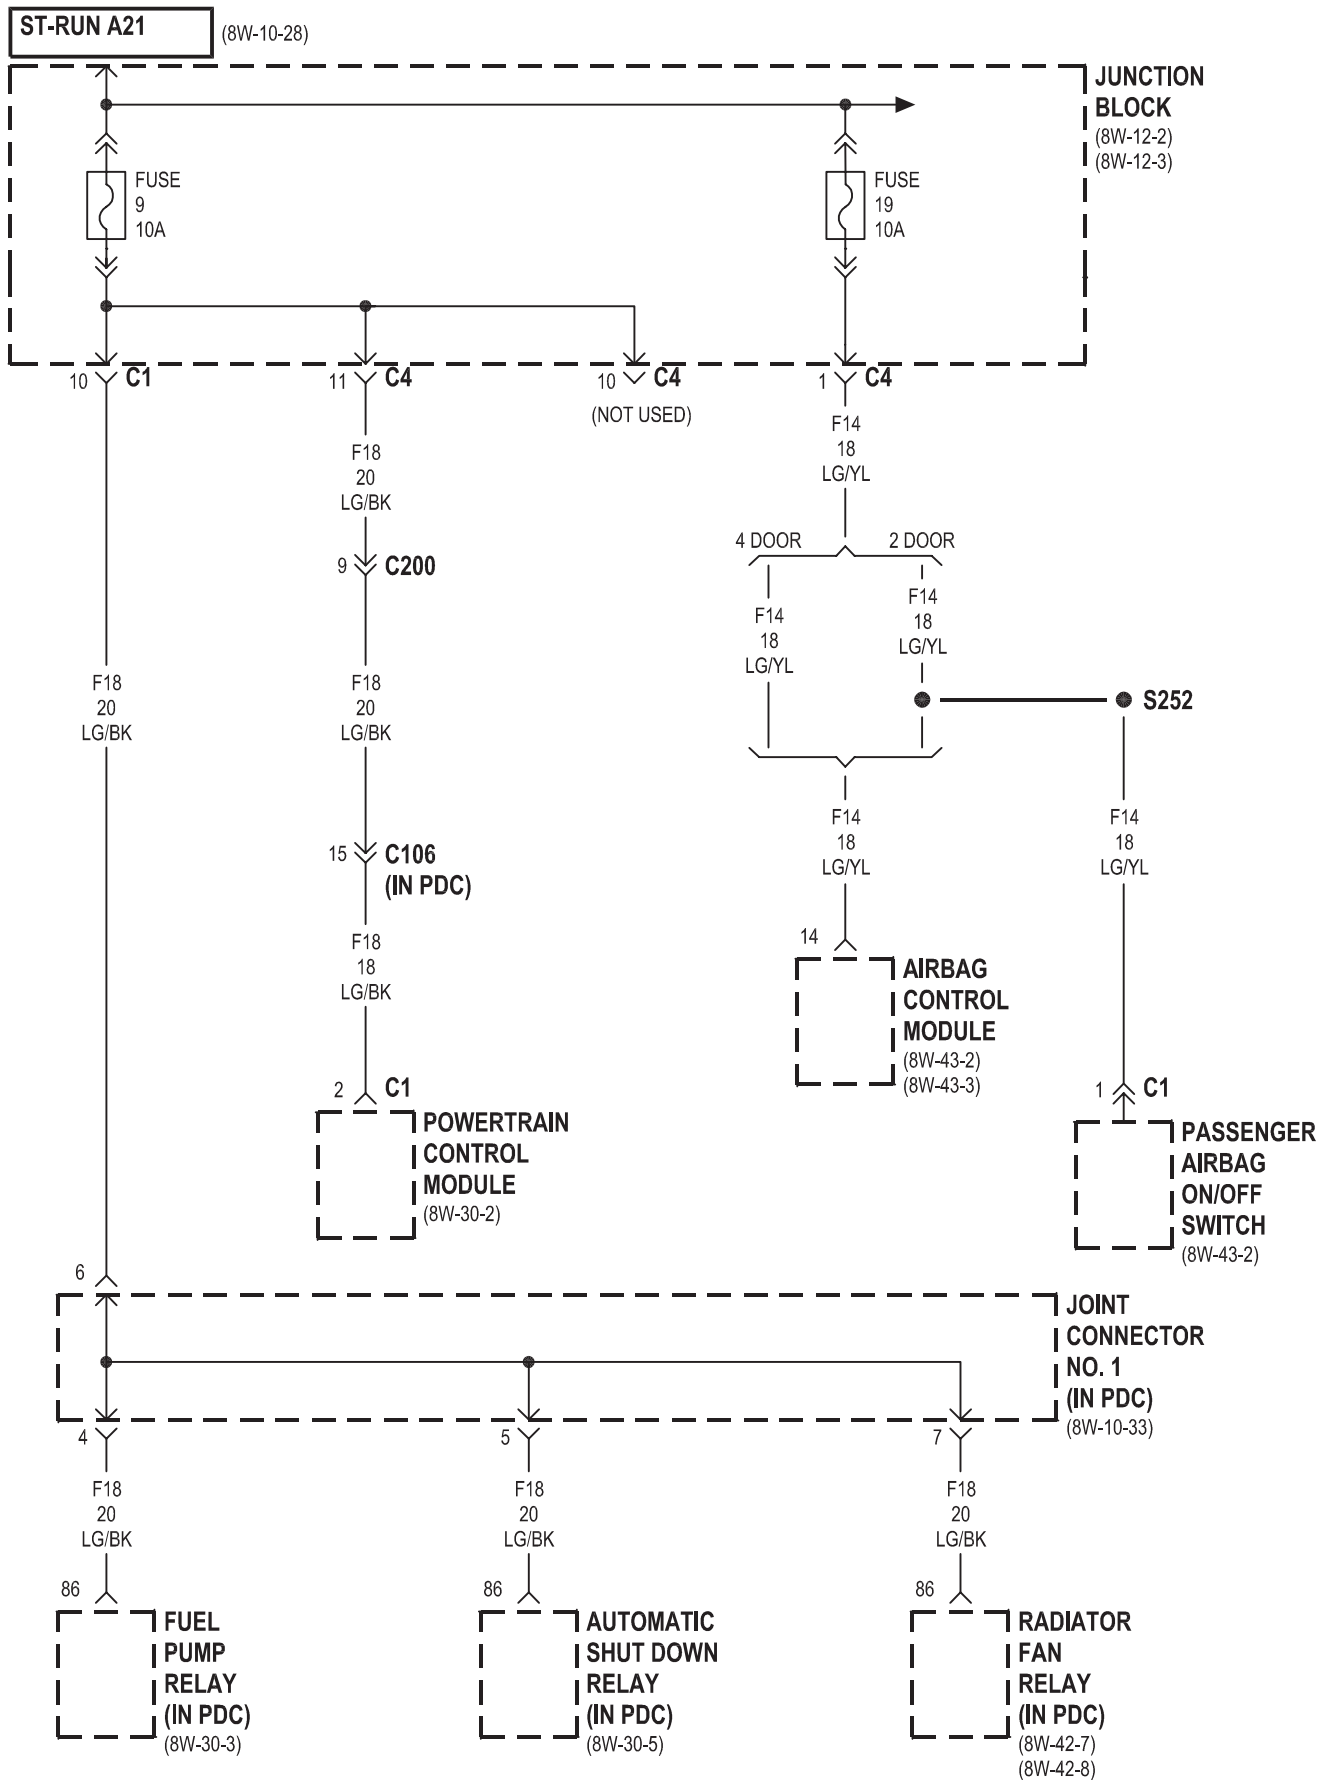 ST-RUN A21
(8W-10-28)
JUNCTION
BLOCK
(8W-12-2)
(8W-12-3)
FUSE
9
10A
FUSE
19
10A
10 C1
11 C4
10 C4
(NOT USED)
1 C4
F18
20
LG/BK
F14
18
LG/YL
4 DOOR
2 DOOR
9 C200
F14
18
LG/YL
F14
18
LG/YL
F18
20
LG/BK
F18
20
LG/BK
S252
15 C106
(IN PDC)
F14
18
LG/YL
F14
18
LG/YL
F18
18
LG/BK
14
AIRBAG
CONTROL
MODULE
(8W-43-2)
(8W-43-3)
2 C1
POWERTRAIN
CONTROL
MODULE
(8W-30-2)
1 C1
PASSENGER
AIRBAG
ON/OFF
SWITCH
(8W-43-2)
6
JOINT
CONNECTOR
NO. 1
(IN PDC)
(8W-10-33)
4
5
7
F18
20
LG/BK
F18
20
LG/BK
F18
20
LG/BK
86
FUEL
PUMP
RELAY
(IN PDC)
(8W-30-3)
86
AUTOMATIC
SHUT DOWN
RELAY
(IN PDC)
(8W-30-5)
86
RADIATOR
FAN
RELAY
(IN PDC)
(8W-42-7)
(8W-42-8)